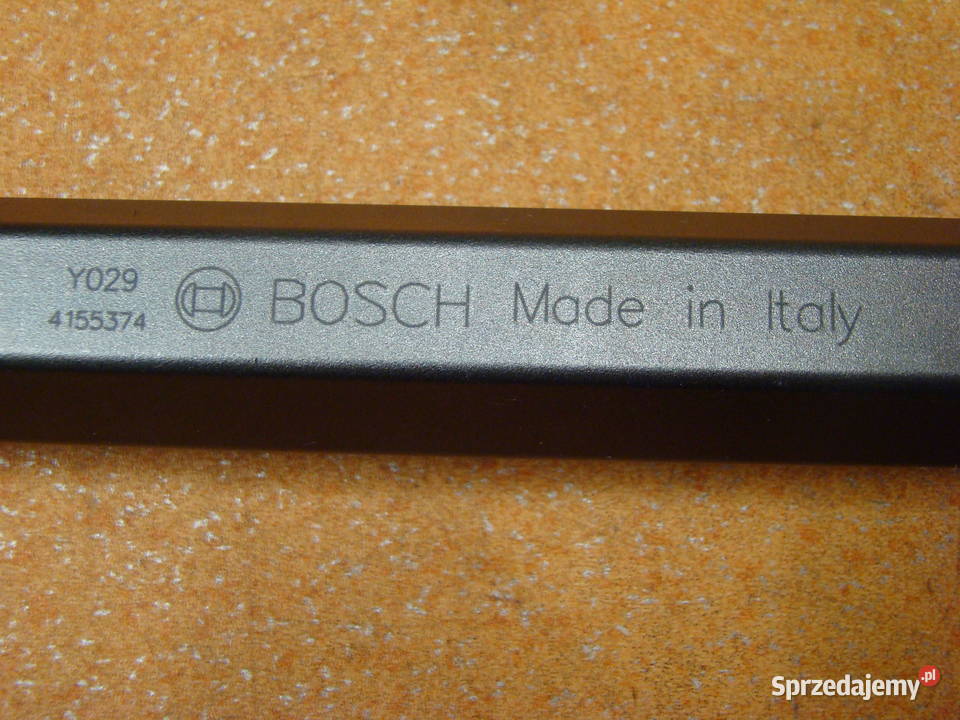 Y029
4155374
BOSCH Made in Italy
Sprzedajemy.pl